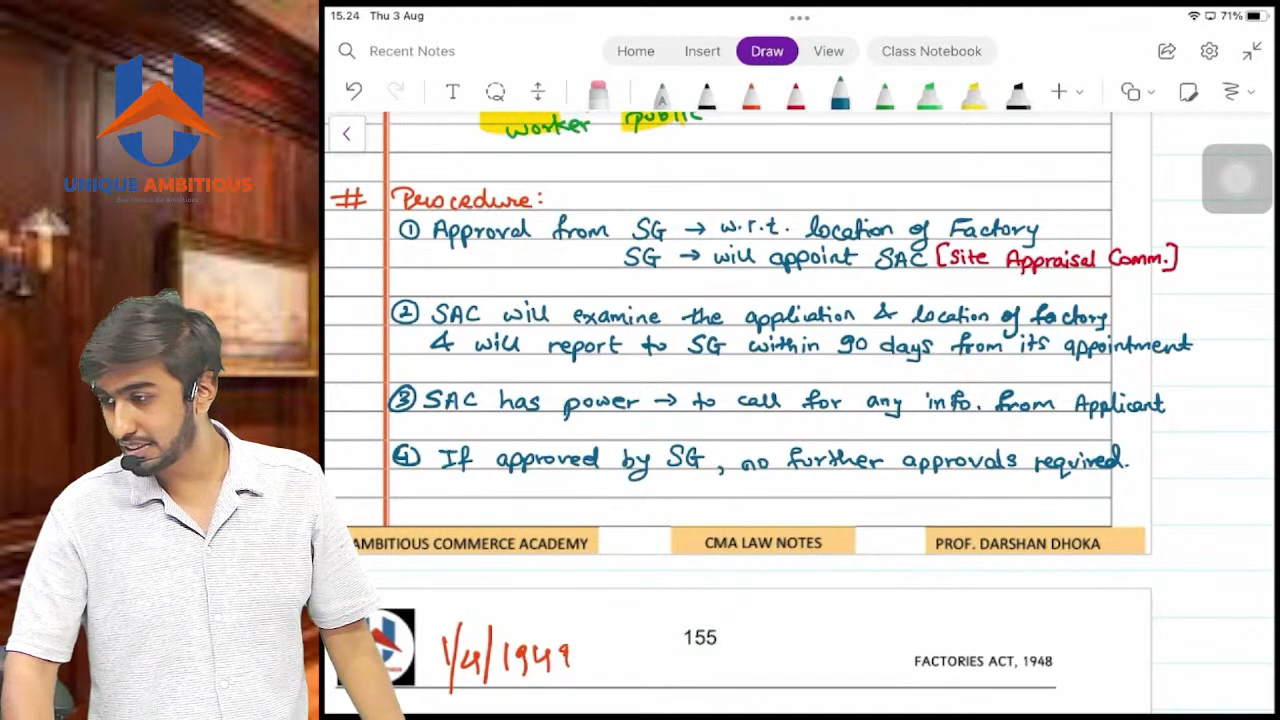 15.24 Thu 3 Aug
71%
Recent Notes
Home Insert Draw View Class Notebook
A
worker public
UNIQUE AMBITIOUS
# Procedure:
① Approval from SG → w.r.t. location of Factory
SG → will appoint SAC [Site Appraisal Comm.]
② SAC will examine the application & location of factory
& will report to SG within 90 days from its appointment
③ SAC has power → to call for any info. from Applicant
④ If approved by SG, no further approvals required.
AMBITIOUS COMMERCE ACADEMY
CMA LAW NOTES
PROF. DARSHAN DHOKA
1/4/1949
155
FACTORIES ACT, 1948